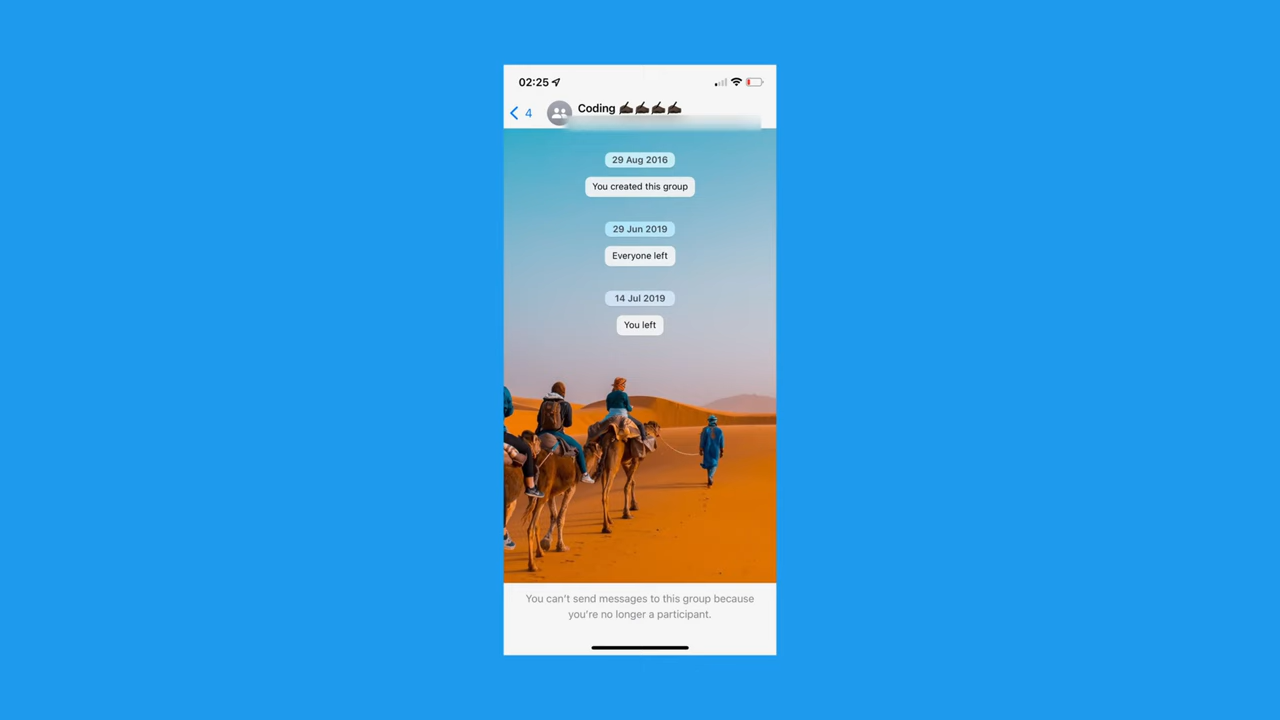 02:25
4
Coding ✍🏿✍🏿✍🏿✍🏿
29 Aug 2016
You created this group
29 Jun 2019
Everyone left
14 Jul 2019
You left
You can't send messages to this group because
you're no longer a participant.